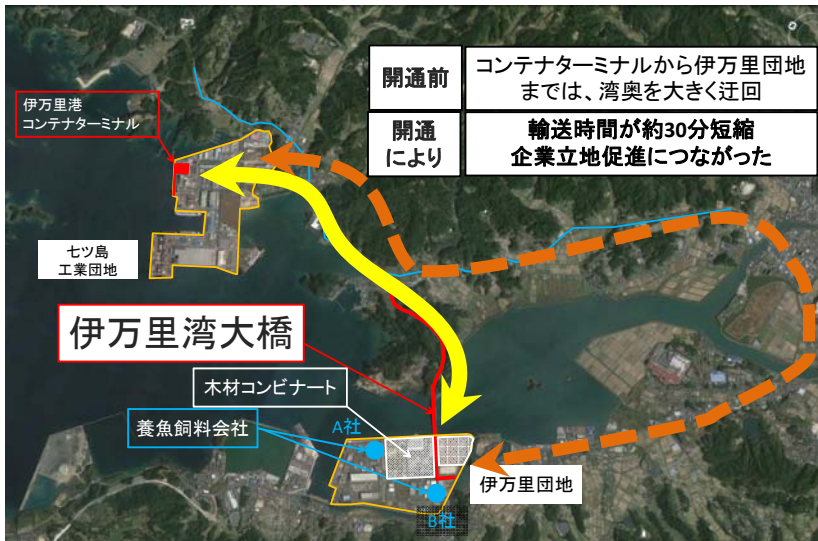 開通前
コンテナターミナルから伊万里団地
までは、湾奥を大きく迂回
開通
により
輸送時間が約30分短縮
企業立地促進につながった
伊万里港
コンテナターミナル
七ツ島
工業団地
伊万里湾大橋
木材コンビナート
養魚飼料会社
A社
伊万里団地
B社